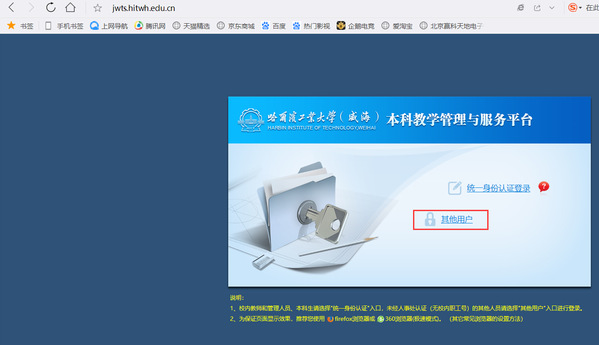 jwts.hitwh.edu.cn
在此
书签 手机书签 上网导航 腾讯网 天猫精选 京东商城 百度 热门影视 企鹅电竞 爱淘宝 北京赢科天地电子
哈尔滨工业大学(威海) 本科教学管理与服务平台
HARBIN INSTITUTE OF TECHNOLOGY,WEIHAI
统一身份认证登录 ?
其他用户
说明:
1、校内教师和管理人员、本科生请选择"统一身份认证"入口,未经人事处认证(无校内职工号)的其他人员请选择"其他用户"入口进行登录。
2、为保证页面显示效果,推荐您使用 firefox浏览器或 360浏览器(极速模式)。 (其它常见浏览器的设置方法)